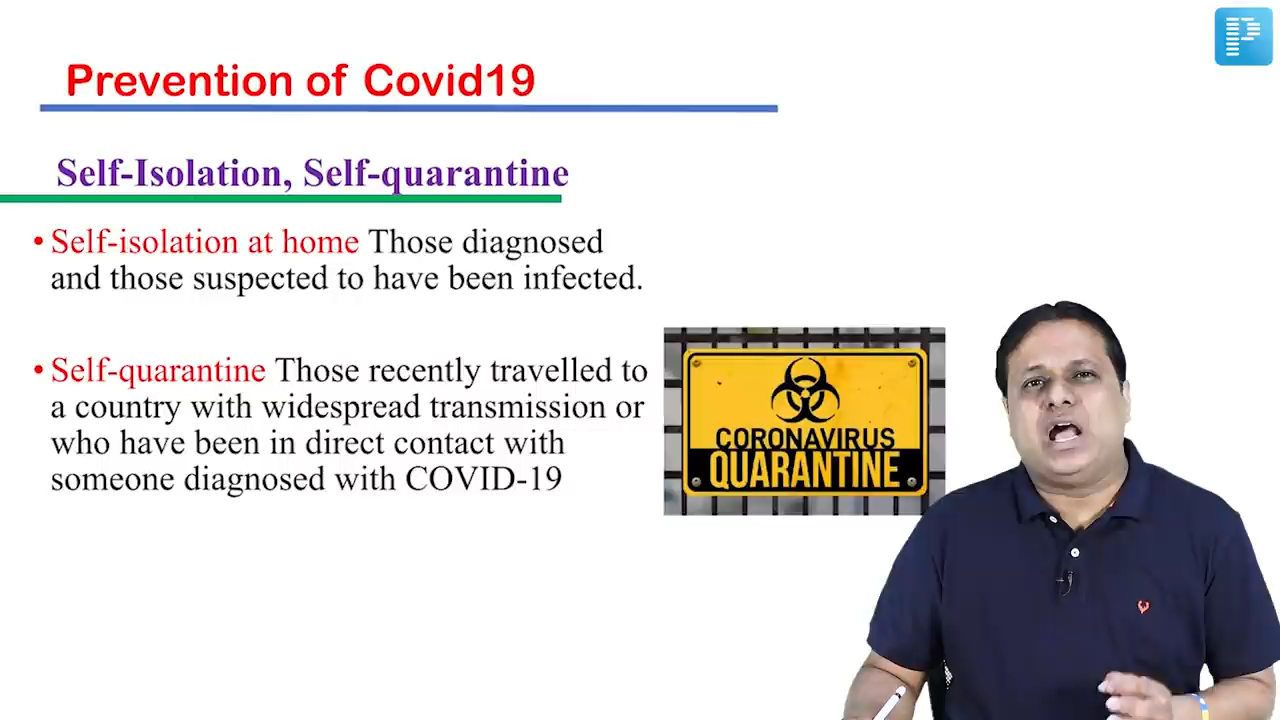 P
Prevention of Covid19
Self-Isolation, Self-quarantine
• Self-isolation at home Those diagnosed
and those suspected to have been infected.
• Self-quarantine Those recently travelled to
a country with widespread transmission or
who have been in direct contact with
someone diagnosed with COVID-19
CORONAVIRUS
QUARANTINE